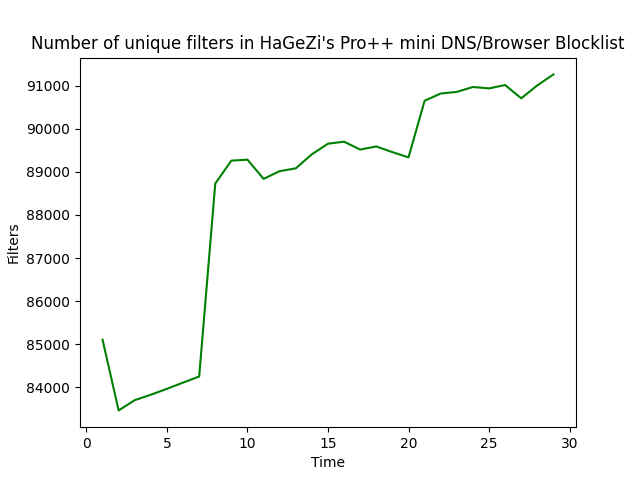 Number of unique filters in HaGeZi's Pro++ mini DNS/Browser Blocklist
91000
90000
89000
88000
87000
86000
85000
84000
Filters
0 5 10 15 20 25 30
Time